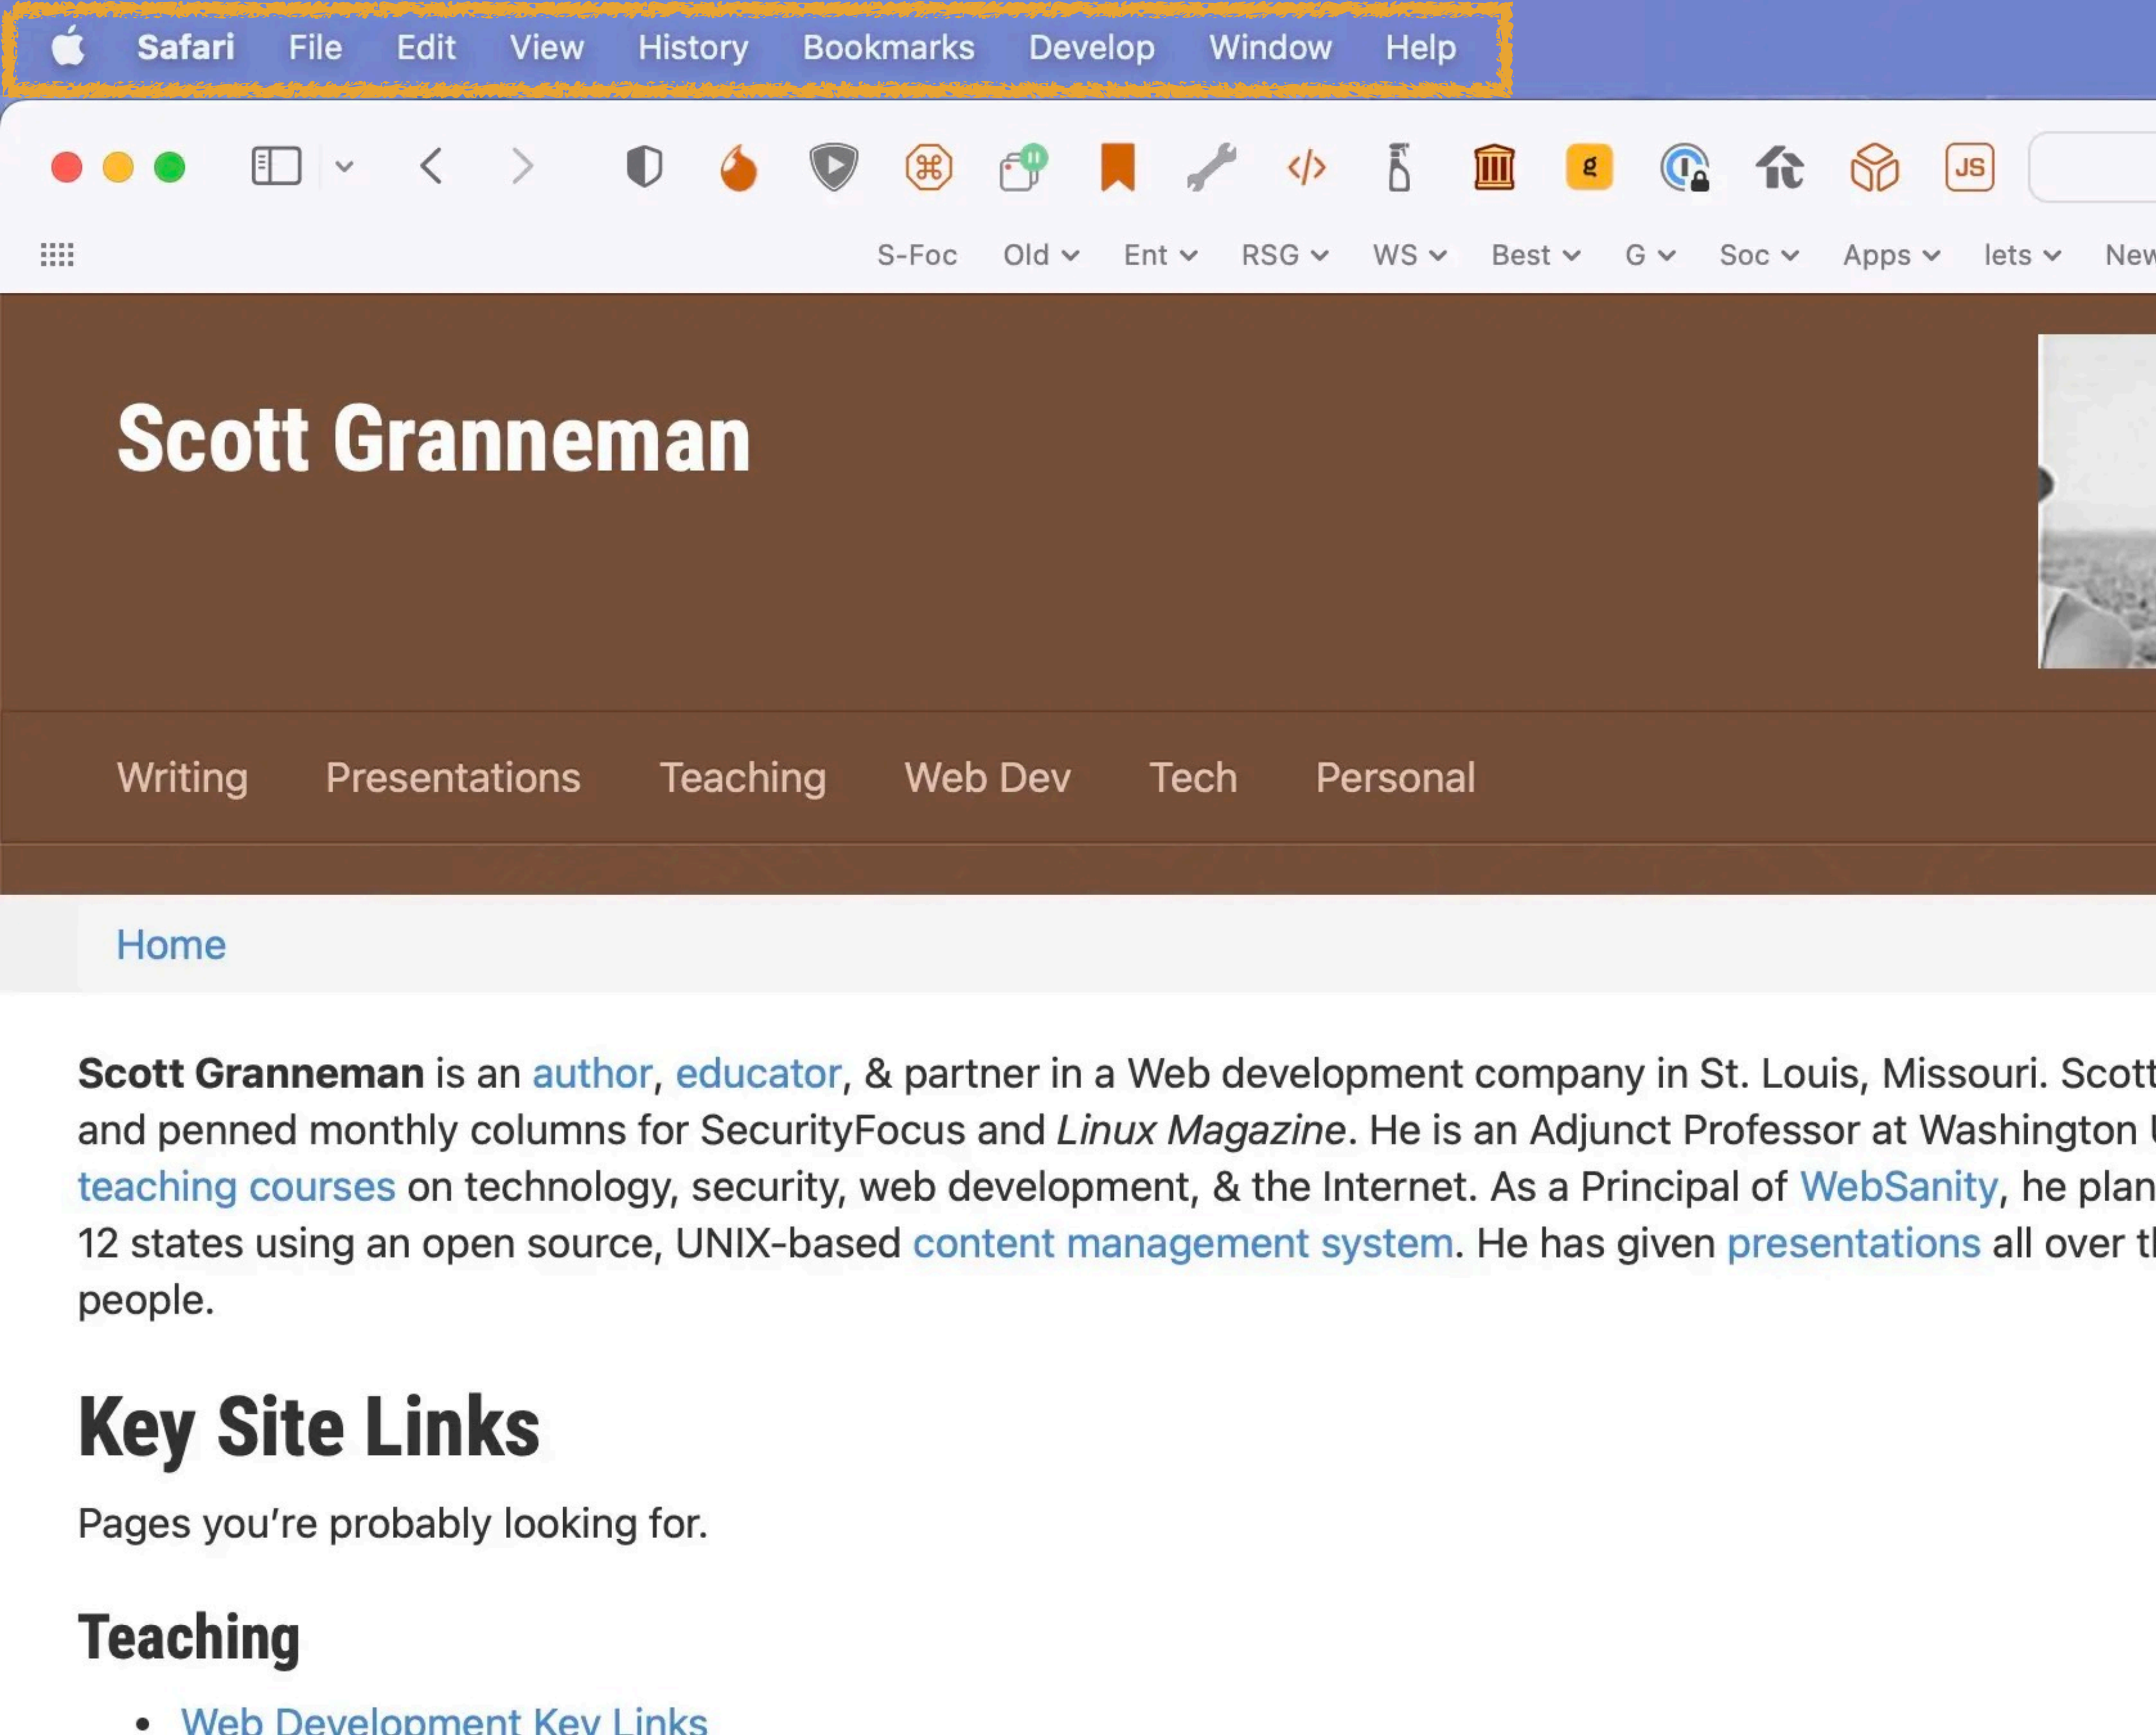 Safari File Edit View History Bookmarks Develop Window Help
g JS
S-Foc Old Ent RSG WS Best G Soc Apps lets New
Scott Granneman
Writing Presentations Teaching Web Dev Tech Personal
Home
Scott Granneman is an author, educator, & partner in a Web development company in St. Louis, Missouri. Scott
and penned monthly columns for SecurityFocus and Linux Magazine. He is an Adjunct Professor at Washington
teaching courses on technology, security, web development, & the Internet. As a Principal of WebSanity, he plan
12 states using an open source, UNIX-based content management system. He has given presentations all over
people.
Key Site Links
Pages you’re probably looking for.
Teaching
• Web Development Key Links